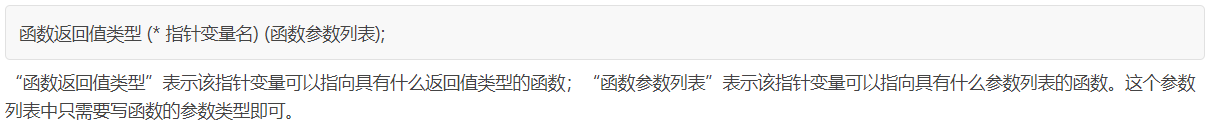 函数返回值类型 (* 指针变量名) (函数参数列表);
“函数返回值类型”表示该指针变量可以指向具有什么返回值类型的函数；“函数参数列表”表示该指针变量可以指向具有什么参数列表的函数。这个参数
列表中只需要写函数的参数类型即可。